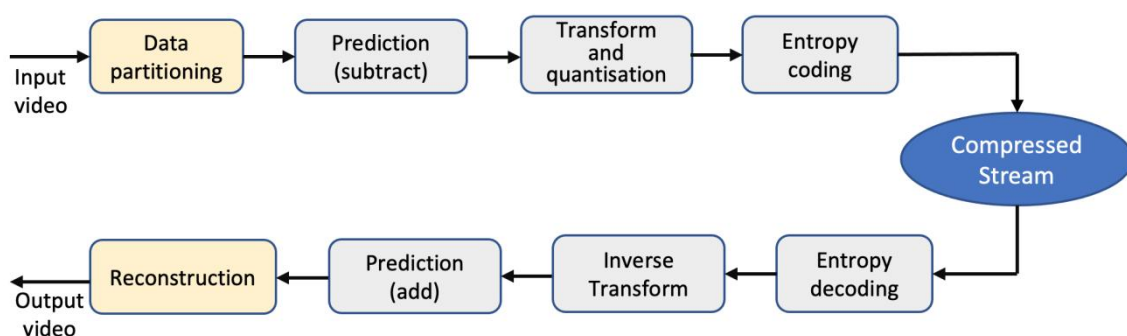 Input
video
Data
partitioning
Prediction
(subtract)
Transform
and
quantisation
Entropy
coding
Compressed
Stream
Entropy
decoding
Inverse
Transform
Prediction
(add)
Reconstruction
Output
video